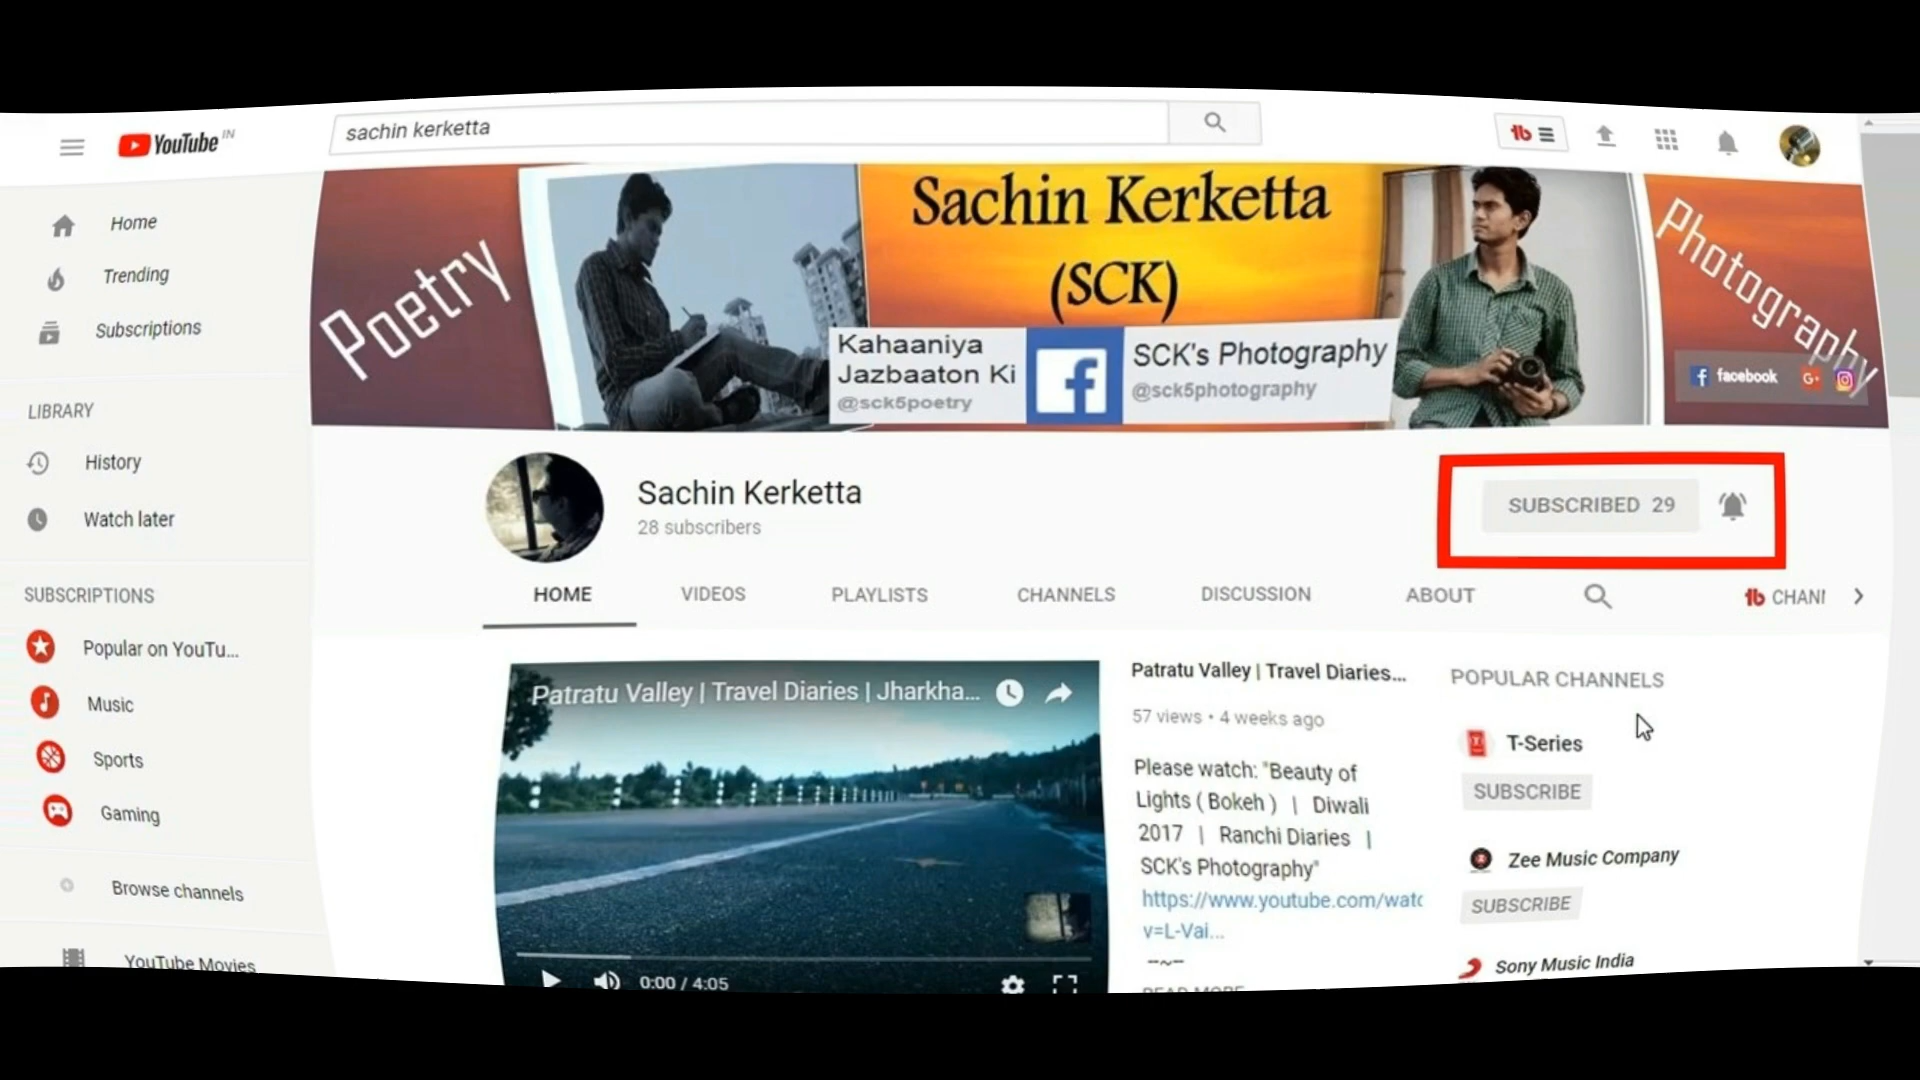 YouTube IN
sachin kerketta
Home
Trending
Subscriptions
LIBRARY
History
Watch later
SUBSCRIPTIONS
Popular on YouTu...
Music
Sports
Gaming
Browse channels
YouTube Movies
Poetry
Sachin Kerketta
(SCK)
Kahaaniya
Jazbaaton Ki
@sck5poetry
SCK's Photography
@sck5photography
Photography
facebook
Sachin Kerketta
28 subscribers
SUBSCRIBED 29
HOME VIDEOS PLAYLISTS CHANNELS DISCUSSION ABOUT CHANI
Patratu Valley | Travel Diaries | Jharkha...
0:00 / 4:05
Patratu Valley | Travel Diaries...
57 views • 4 weeks ago
Please watch: "Beauty of
Lights ( Bokeh ) | Diwali
2017 | Ranchi Diaries |
SCK's Photography"
https://www.youtube.com/watc
v=L-Vai...
--~--
READ MORE
POPULAR CHANNELS
T-Series
SUBSCRIBE
Zee Music Company
SUBSCRIBE
Sony Music India